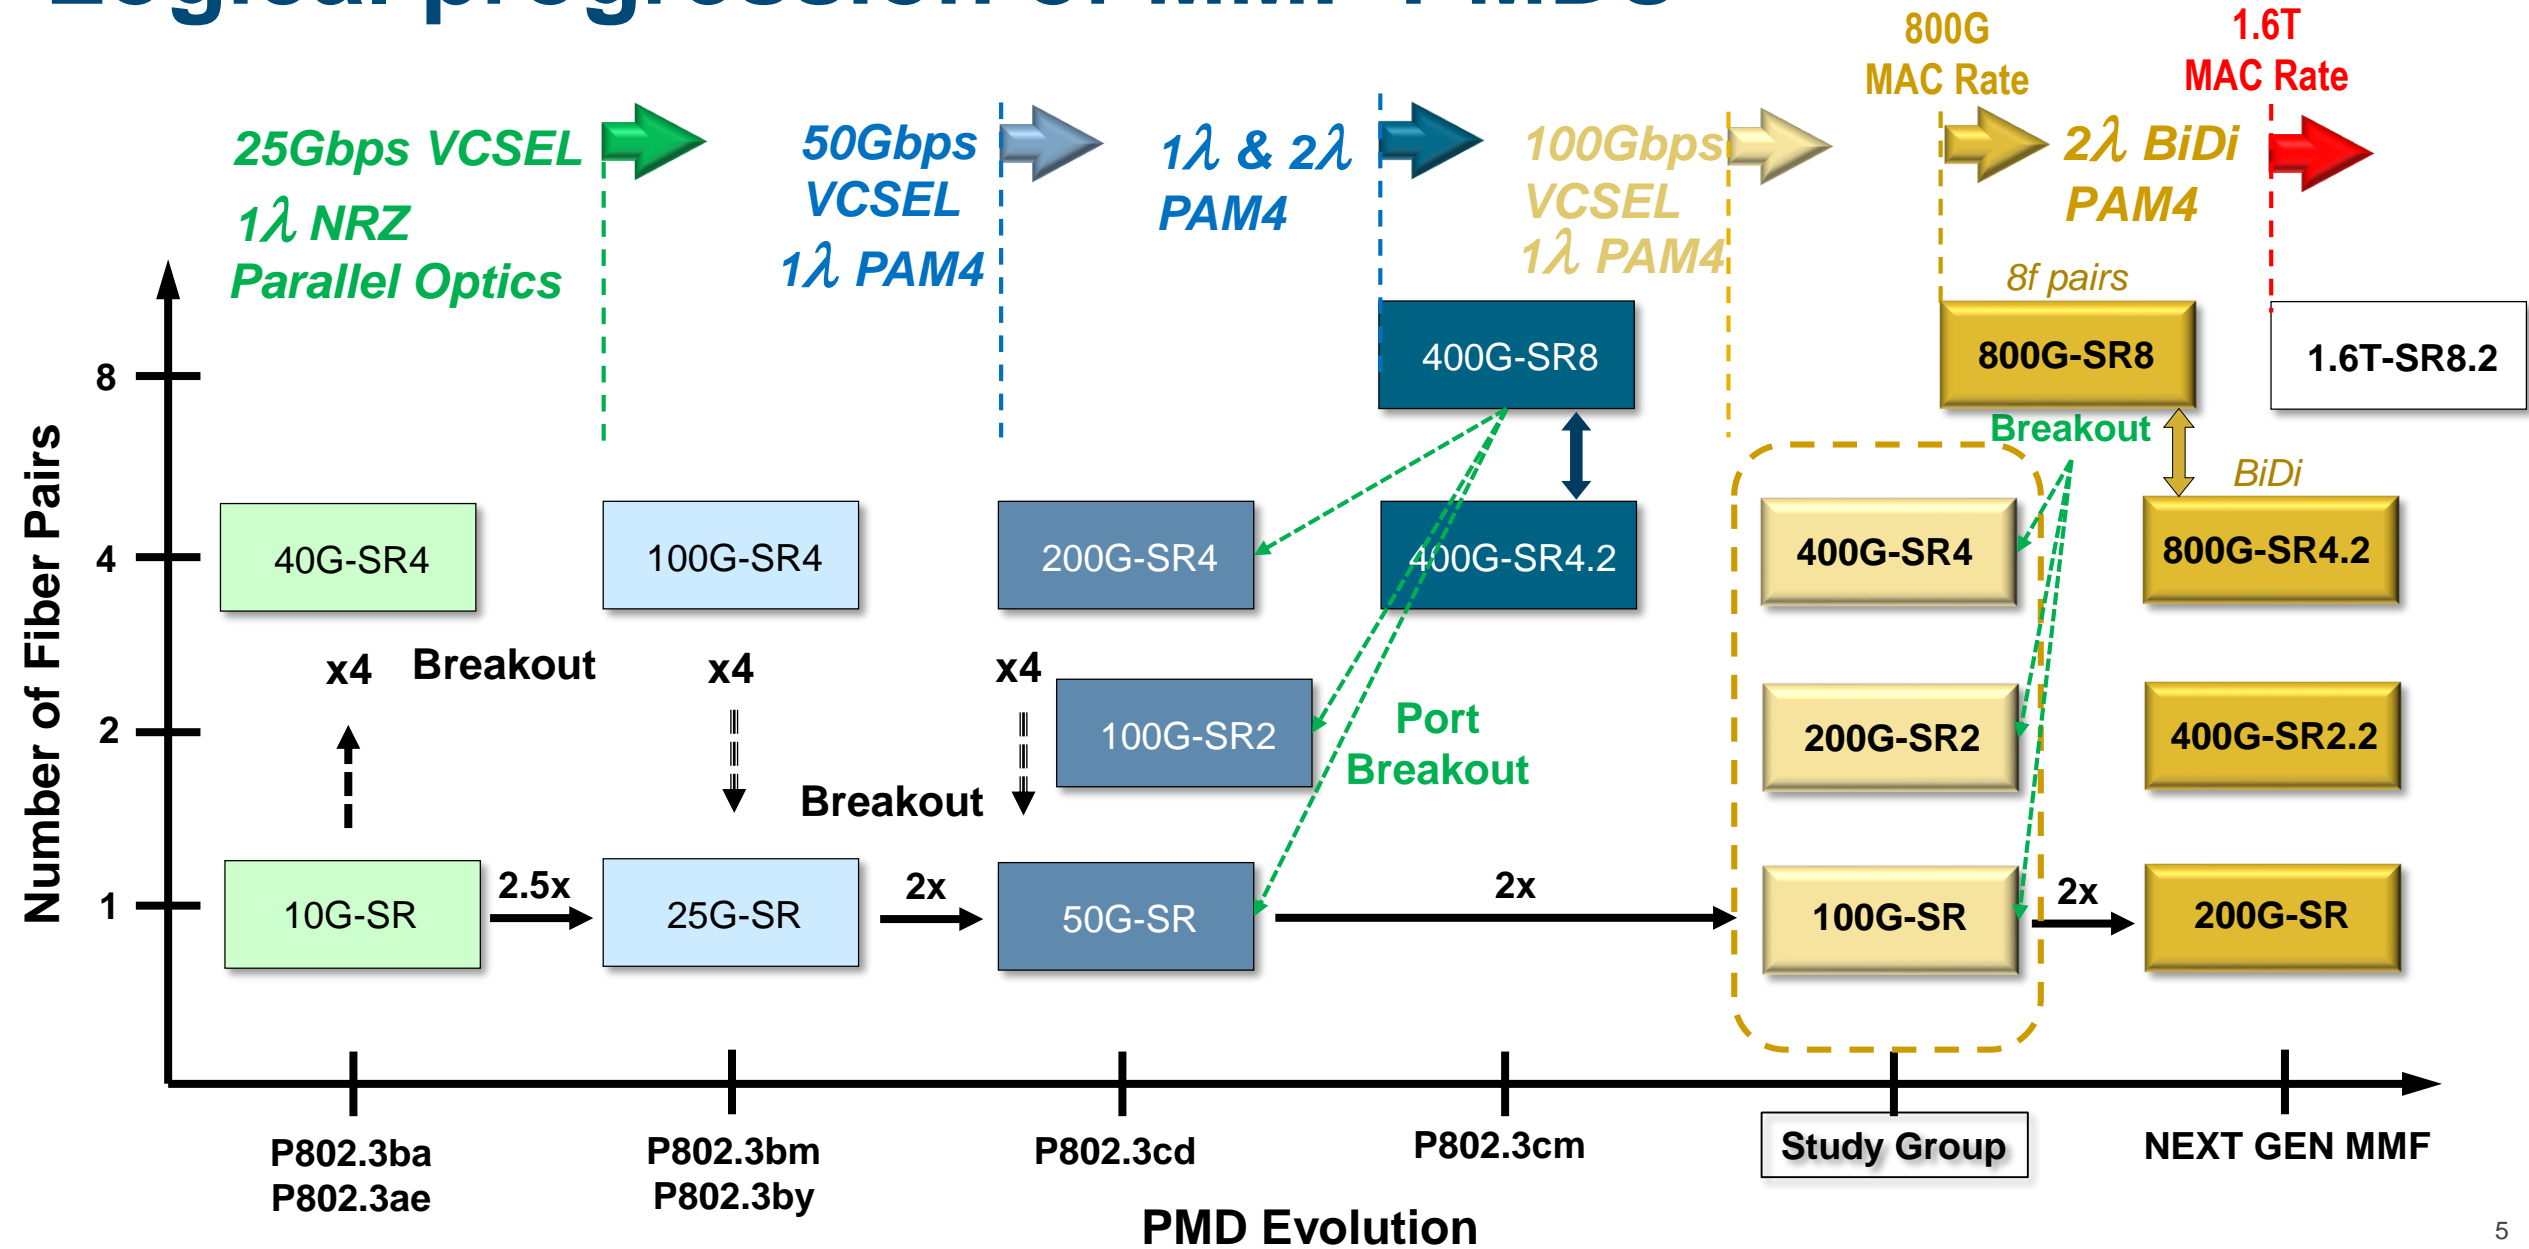 800G
MAC Rate
1.6T
MAC Rate
25Gbps VCSEL
1λ NRZ
Parallel Optics
50Gbps
VCSEL
1λ PAM4
1λ & 2λ
PAM4
100Gbps
VCSEL
1λ PAM4
2λ BiDi
PAM4
8f pairs
Number of Fiber Pairs
8
4
2
1
400G-SR8
800G-SR8
1.6T-SR8.2
Breakout
BiDi
40G-SR4
100G-SR4
200G-SR4
400G-SR4.2
400G-SR4
800G-SR4.2
x4
Breakout
x4
x4
100G-SR2
Port
Breakout
200G-SR2
400G-SR2.2
Breakout
10G-SR
2.5x
25G-SR
2x
50G-SR
2x
100G-SR
2x
200G-SR
P802.3ba
P802.3ae
P802.3bm
P802.3by
P802.3cd
P802.3cm
Study Group
NEXT GEN MMF
PMD Evolution
5